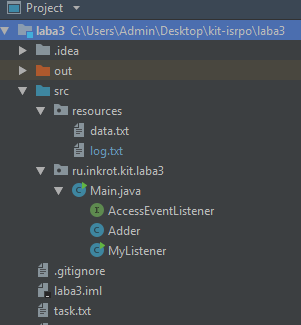 Project
laba3 C:\Users\Admin\Desktop\kit-isrpo\laba3
.idea
out
src
resources
data.txt
log.txt
ru.inkrot.kit.laba3
Main.java
AccessEventListener
Adder
MyListener
.gitignore
laba3.iml
task.txt